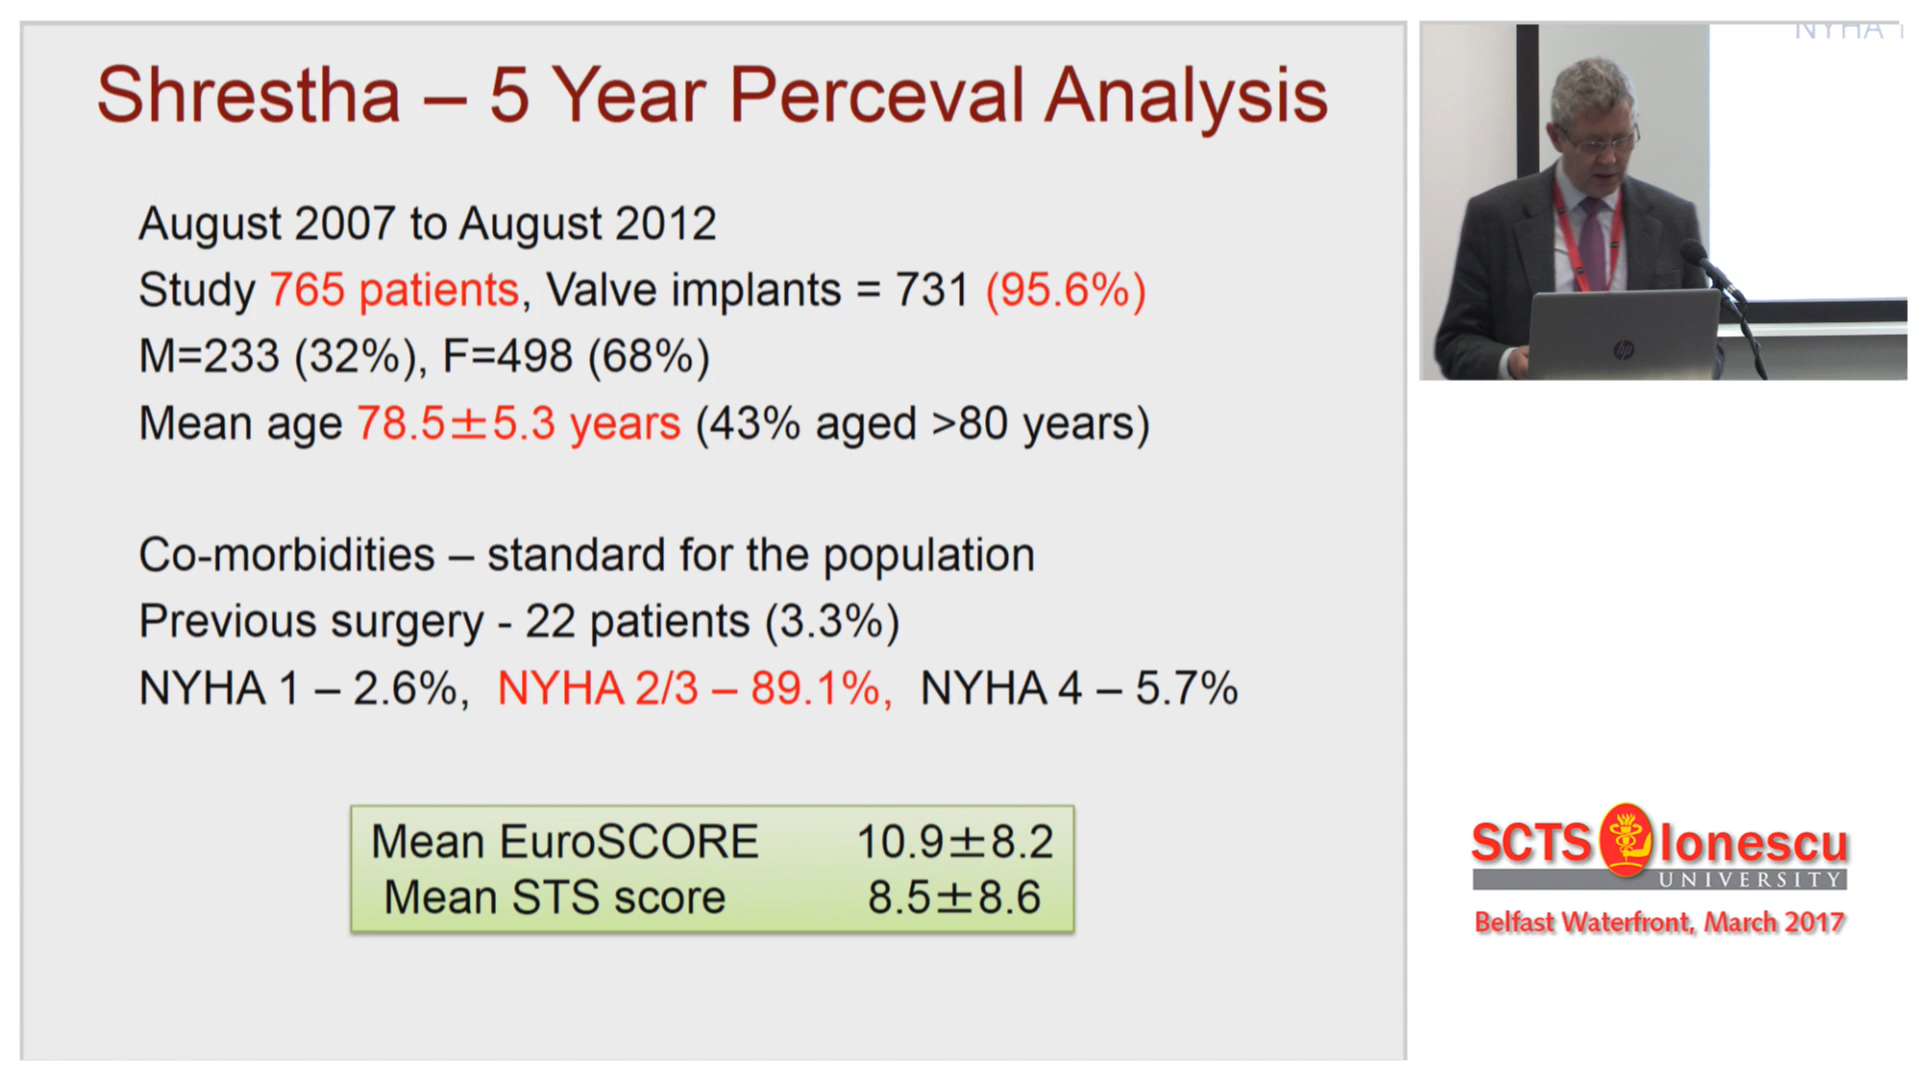 Shrestha – 5 Year Perceval Analysis
August 2007 to August 2012
Study 765 patients, Valve implants = 731 (95.6%)
M=233 (32%), F=498 (68%)
Mean age 78.5±5.3 years (43% aged >80 years)
Co-morbidities – standard for the population
Previous surgery - 22 patients (3.3%)
NYHA 1 – 2.6%, NYHA 2/3 – 89.1%, NYHA 4 – 5.7%
Mean EuroSCORE 10.9±8.2
Mean STS score 8.5±8.6
NYHA 1
hp
SCTS Ionescu
UNIVERSITY
Belfast Waterfront, March 2017